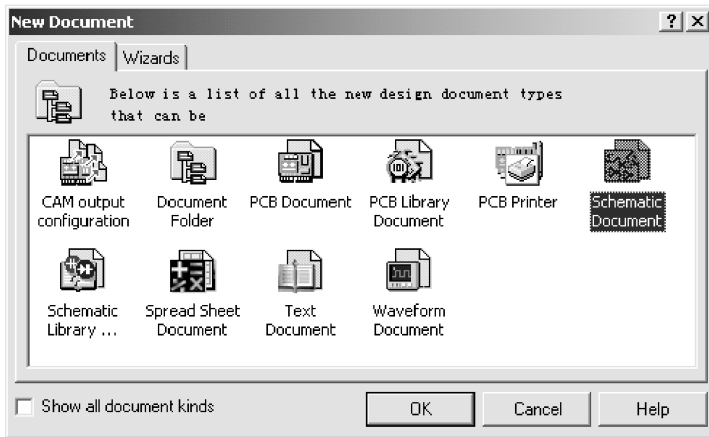 New Document
Documents
Wizards
Below is a list of all the new design document types
that can be
CAM output
configuration
Document
Folder
PCB Document
PCB Library
Document
PCB Printer
Schematic
Document
Schematic
Library ...
Spread Sheet
Document
Text
Document
Waveform
Document
Show all document kinds
OK
Cancel
Help